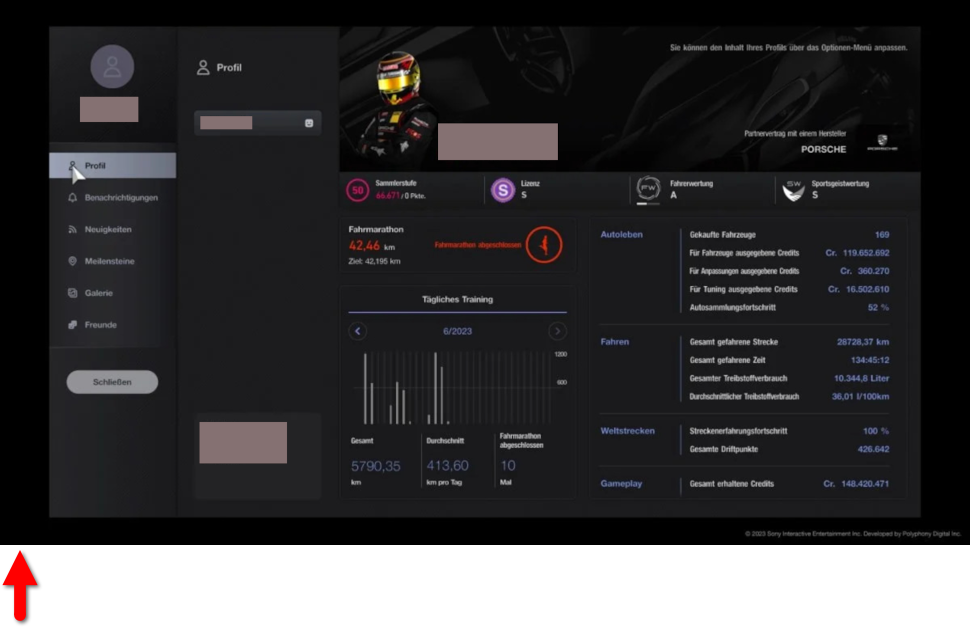 Sie können den Inhalt Ihres Profils über das Optionen-Menü anpassen.
Profil
Partnervertrag mit einem Hersteller
PORSCHE
PORSCHE
Profil
Benachrichtigungen
Neuigkeiten
Meilensteine
Galerie
Freunde
Schließen
50
Sammlerstufe
66.671 / 0 Pkte.
S
Lizenz
S
FW
Fahrerwertung
A
SW
Sportsgeistwertung
S
Fahrmarathon
42,46 km
Ziel: 42,195 km
Fahrmarathon abgeschlossen
Tägliches Training
6/2023
1200
600
Gesamt
5790,35
km
Durchschnitt
413,60
km pro Tag
Fahrmarathon
abgeschlossen
10
Mal
Autoleben
Gekaufte Fahrzeuge 169
Für Fahrzeuge ausgegebene Credits Cr. 119.652.692
Für Anpassungen ausgegebene Credits Cr. 360.270
Für Tuning ausgegebene Credits Cr. 16.502.610
Autosammlungsfortschritt 52 %
Fahren
Gesamt gefahrene Strecke 28728,37 km
Gesamt gefahrene Zeit 134:45:12
Gesamter Treibstoffverbrauch 10.344,8 Liter
Durchschnittlicher Treibstoffverbrauch 36,01 l/100km
Weltstrecken
Streckenerfahrungsfortschritt 100 %
Gesamte Driftpunkte 426.642
Gameplay
Gesamt erhaltene Credits Cr. 148.420.471
© 2023 Sony Interactive Entertainment Inc. Developed by Polyphony Digital Inc.